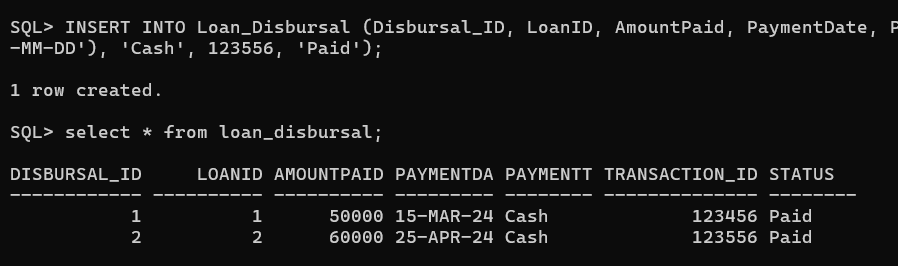 SQL> INSERT INTO Loan_Disbursal (Disbursal_ID, LoanID, AmountPaid, PaymentDate, P
-MM-DD'), 'Cash', 123556, 'Paid');
1 row created.
SQL> select * from loan_disbursal;
DISBURSAL_ID     LOANID AMOUNTPAID PAYMENTDA PAYMENTT TRANSACTION_ID STATUS
------------ ---------- ---------- --------- -------- -------------- --------
           1          1      50000 15-MAR-24 Cash             123456 Paid
           2          2      60000 25-APR-24 Cash             123556 Paid